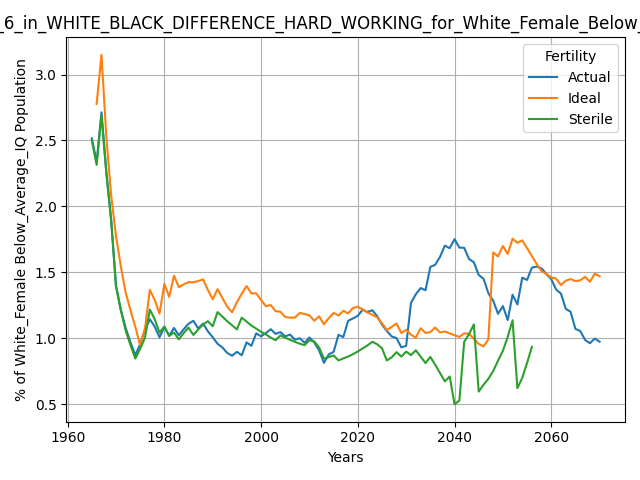 _6_in_WHITE_BLACK_DIFFERENCE_HARD_WORKING_for_White_Female_Below_
% of White_Female Below_Average_IQ Population
3.0
2.5
2.0
1.5
1.0
0.5
Fertility
Actual
Ideal
Sterile
1960
1980
2000
2020
2040
2060
Years